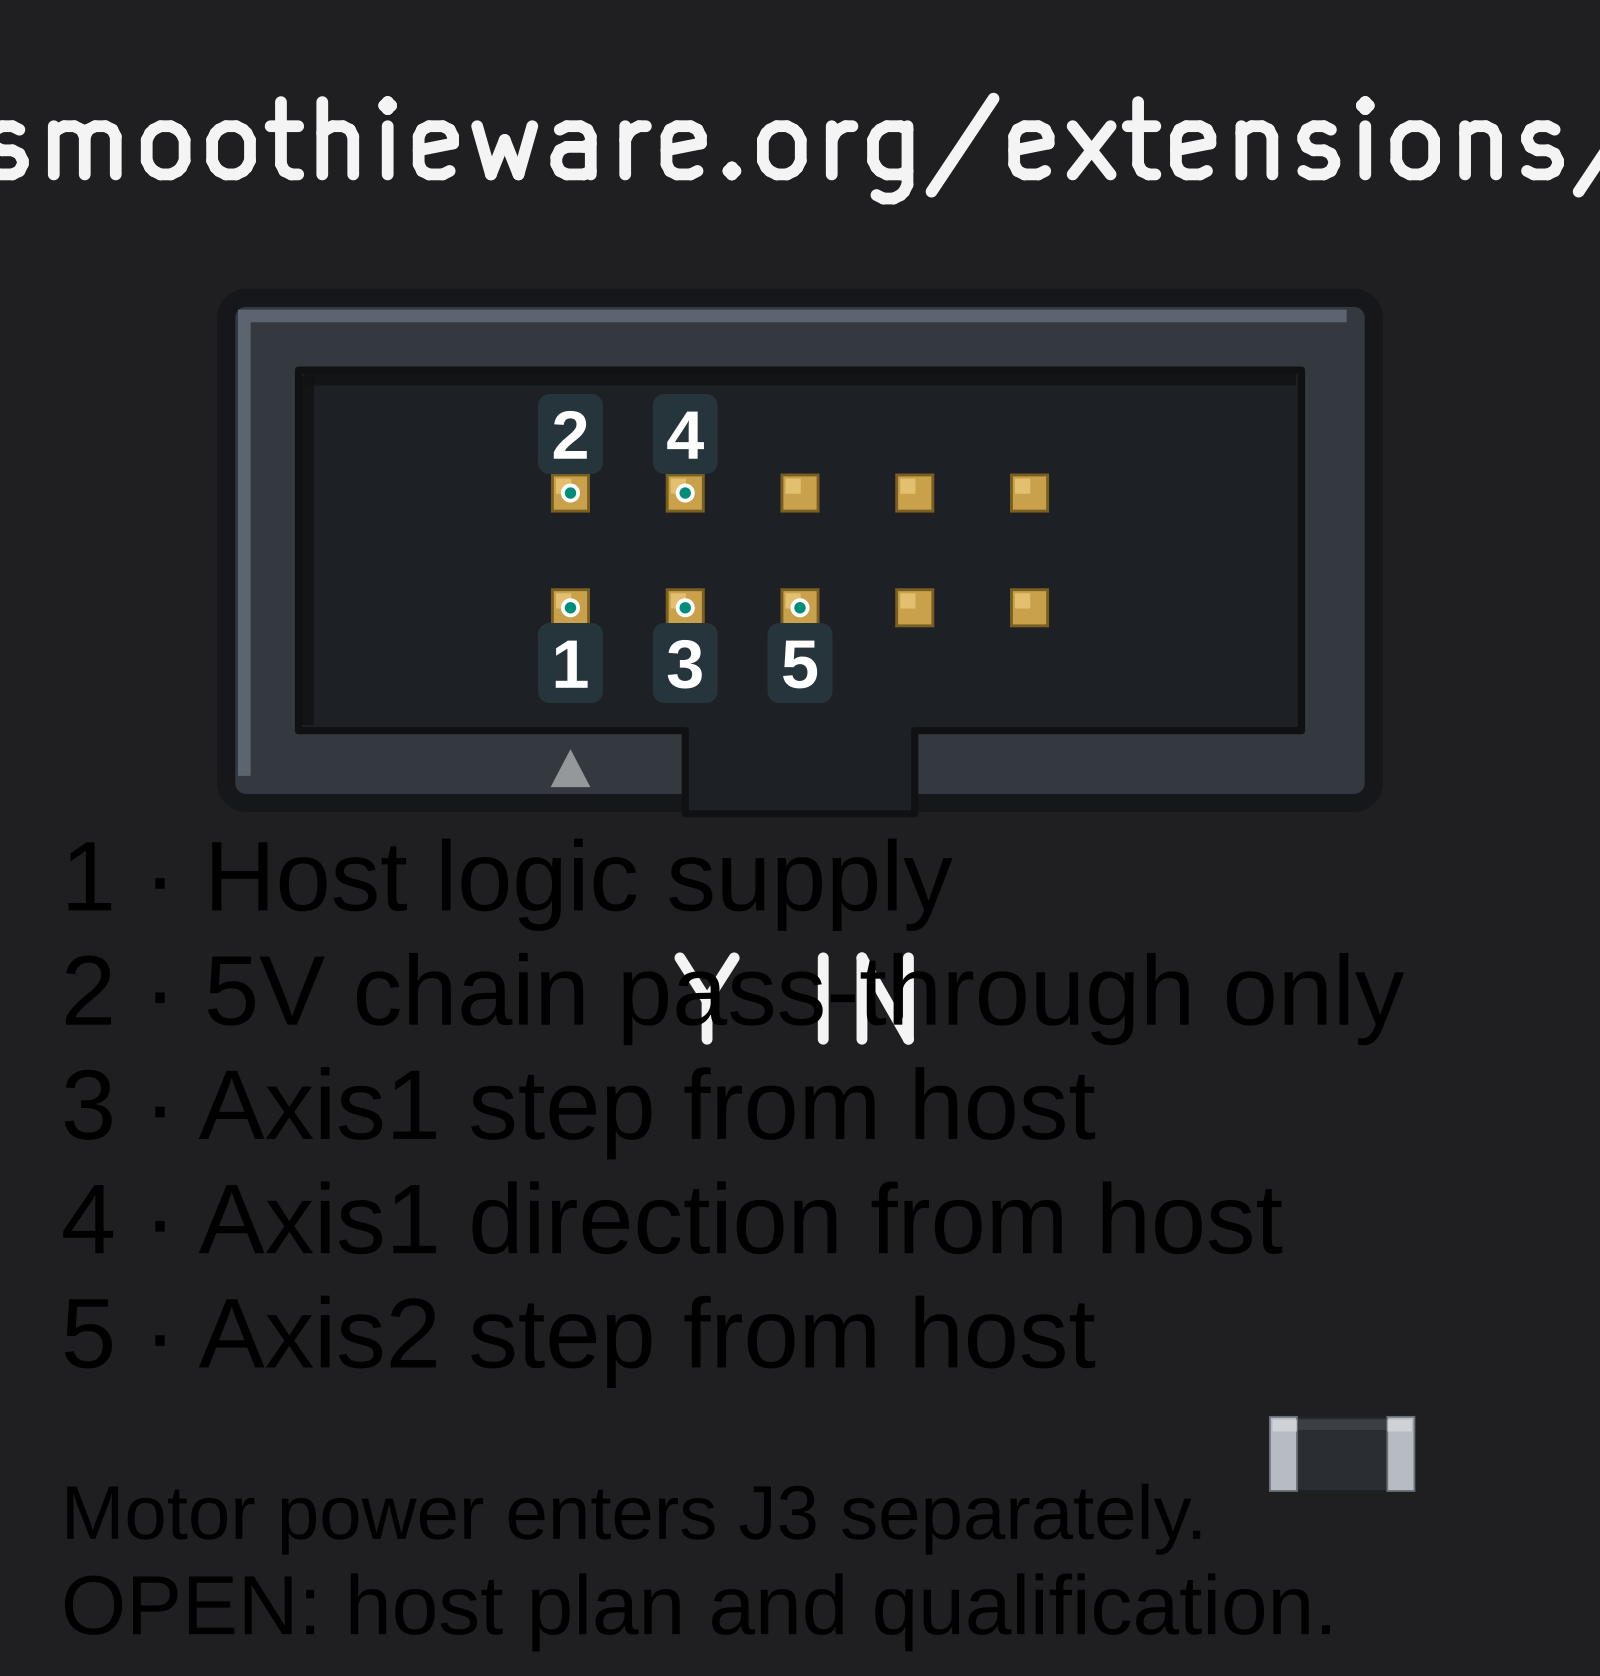 smoothieware.org/extensions/
2 4
1 3 5
1 · Host logic supply
2 · 5V chain pass-through only
Y IN
3 · Axis1 step from host
4 · Axis1 direction from host
5 · Axis2 step from host
Motor power enters J3 separately.
OPEN: host plan and qualification.